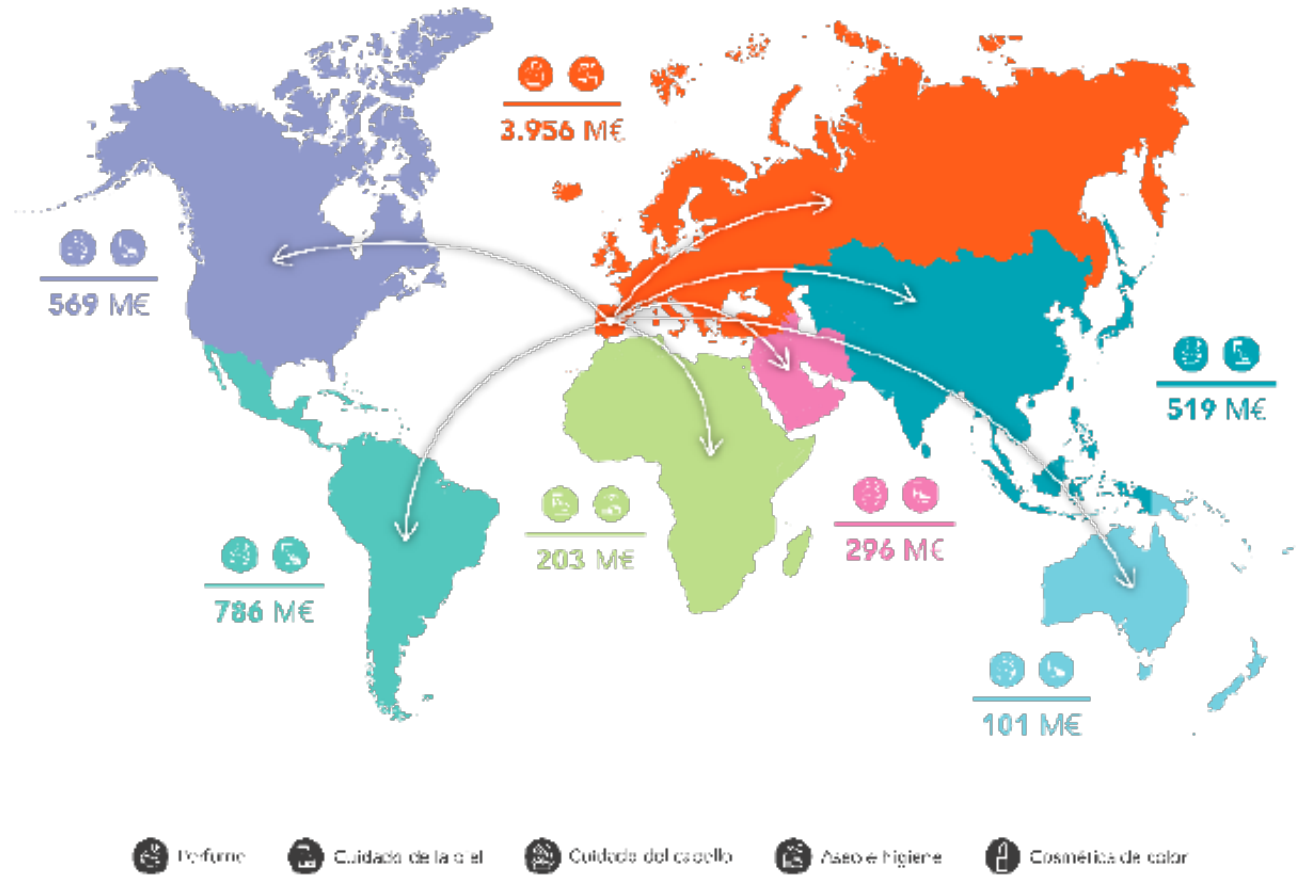 3.956 M€
569 M€
519 M€
296 M€
203 M€
786 M€
101 M€
Perfume
Cuidado de la piel
Cuidado del cabello
Aseo e higiene
Cosmética de color